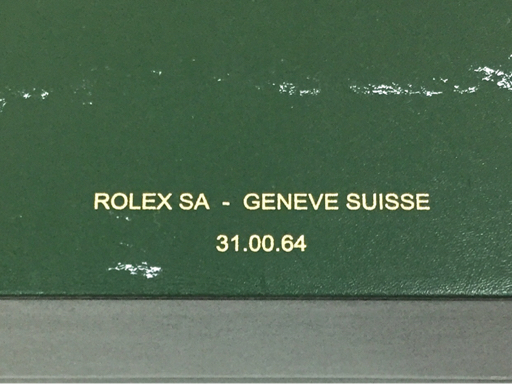 ROLEX SA - GENEVE SUISSE
31.00.64